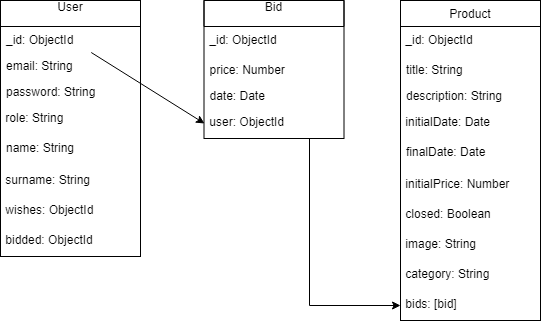 User
_id: ObjectId
email: String
password: String
role: String
name: String
surname: String
wishes: ObjectId
bidded: ObjectId
Bid
_id: ObjectId
price: Number
date: Date
user: ObjectId
Product
_id: ObjectId
title: String
description: String
initialDate: Date
finalDate: Date
initialPrice: Number
closed: Boolean
image: String
category: String
bids: [bid]